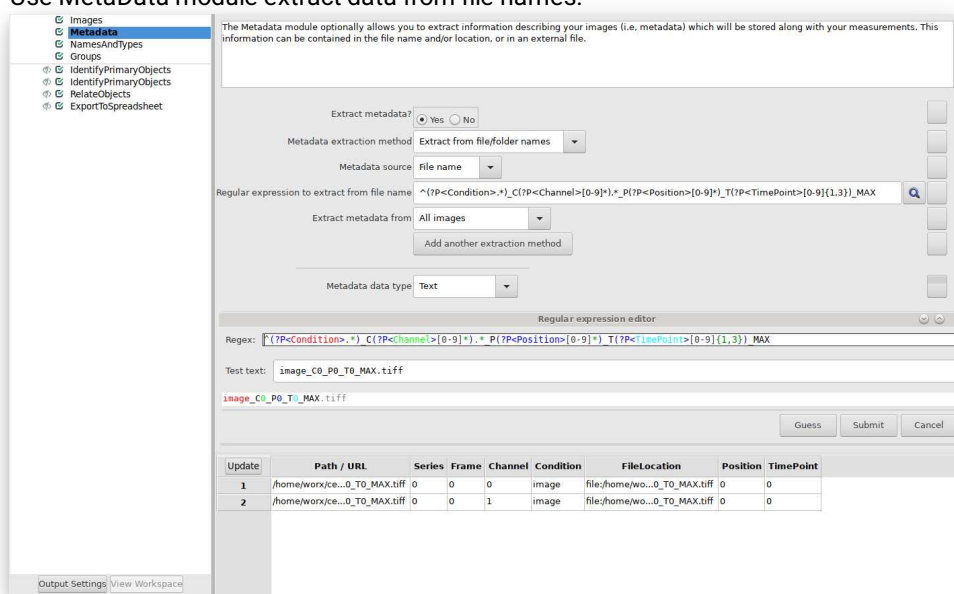 Use MetaData module extract data from file names.
Images
Metadata
NamesAndTypes
Groups
IdentifyPrimaryObjects
IdentifyPrimaryObjects
RelateObjects
ExportToSpreadsheet
Output Settings View Workspace
The Metadata module optionally allows you to extract information describing your images (i.e, metadata) which will be stored along with your measurements. This
information can be contained in the file name and/or location, or in an external file.
Extract metadata? Yes No
Metadata extraction method Extract from file/folder names
Metadata source File name
Regular expression to extract from file name ^(?P<Condition>.*)_C(?P<Channel>[0-9]*).*_P(?P<Position>[0-9]*)_T(?P<TimePoint>[0-9]{1,3})_MAX
Extract metadata from All images
Add another extraction method
Metadata data type Text
Regular expression editor
Regex: ^(?P<Condition>.*)_C(?P<Channel>[0-9]*).*_P(?P<Position>[0-9]*)_T(?P<TimePoint>[0-9]{1,3})_MAX
Test text: image_C0_P0_T0_MAX.tiff
image_C0_P0_T0_MAX.tiff
Guess Submit Cancel
Update Path / URL Series Frame Channel Condition FileLocation Position TimePoint
1 /home/worx/ce...0_T0_MAX.tiff 0 0 0 image file:/home/wo...0_T0_MAX.tiff 0 0
2 /home/worx/ce...0_T0_MAX.tiff 0 0 1 image file:/home/wo...0_T0_MAX.tiff 0 0